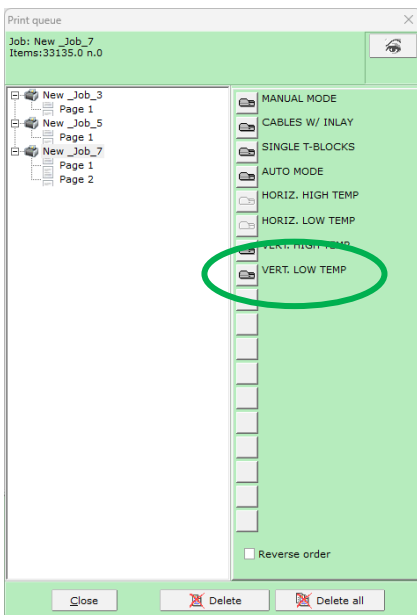 Print queue
Job: New _Job_7
Items:33135.0 n.0
New _Job_3
Page 1
New _Job_5
Page 1
New _Job_7
Page 1
Page 2
MANUAL MODE
CABLES W/ INLAY
SINGLE T-BLOCKS
AUTO MODE
HORIZ. HIGH TEMP
HORIZ. LOW TEMP
VERT. HIGH TEMP
VERT. LOW TEMP
Reverse order
Close
Delete
Delete all